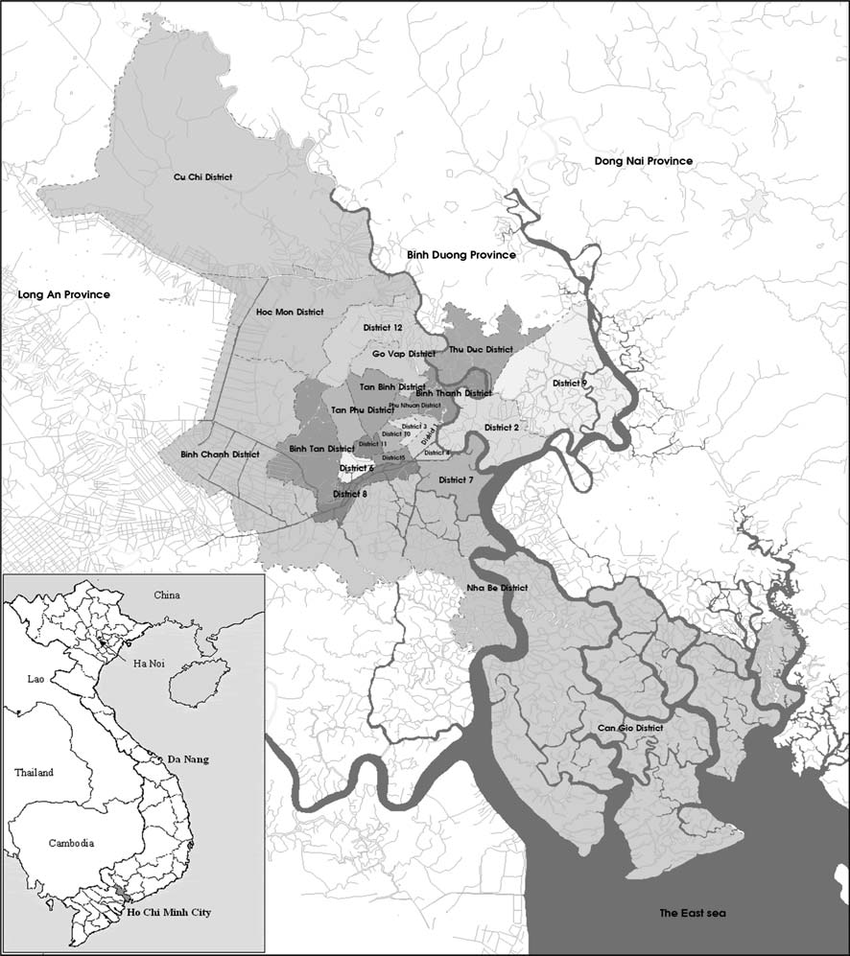 Dong Nai Province
Cu Chi District
Binh Duong Province
Long An Province
Hoc Mon District
District 12
Go Vap District
Thu Duc District
Tan Binh District
Binh Thanh District
District 9
Phu Nhuan District
Tan Phu District
District 3
District 2
District 10
District 1
District 11
Binh Tan District
Binh Chanh District
District 4
District5
District 6
District 7
District 8
Nha Be District
Can Gio District
The East sea
China
Ha Noi
Lao
Da Nang
Thailand
Cambodia
Ho Chi Minh City